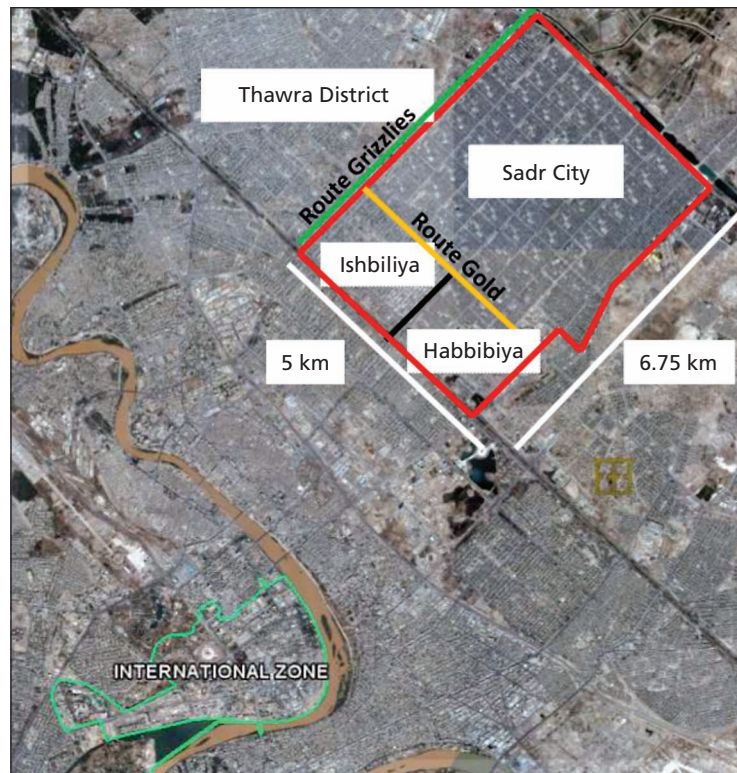 Thawra District
Route Grizzlies
Sadr City
Route Gold
Ishbiliya
Habbibiya
5 km
6.75 km
INTERNATIONAL ZONE